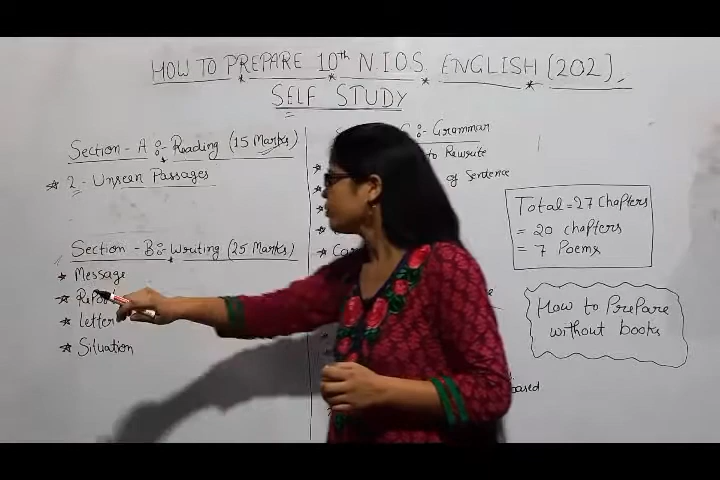 HOW TO PREPARE 10th N.I.O.S ENGLISH (202)
SELF STUDY
Section - A :- Reading (15 Marks)
2 - Unseen Passages
Section - B :- Writing (25 Marks)
Message
Letter
Situation
:- Grammar
to Rewrite
of Sentence
based
Total = 27 Chapters
= 20 chapters
= 7 Poems
How to Prepare
without books